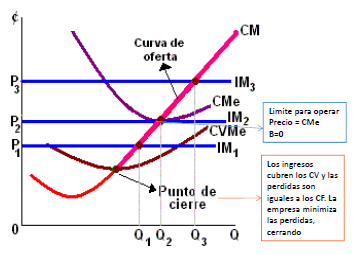 ¢
CM
Curva de
oferta
P3
IM3
CMe
P2
IM2
CVMe
P1
IM1
Limite para operar
Precio = CMe
B=0
Punto de
cierre
Los ingresos
cubren los CV y las
perdidas son
iguales a los CF. La
empresa minimiza
las perdidas,
cerrando
0
Q1 Q2 Q3 Q